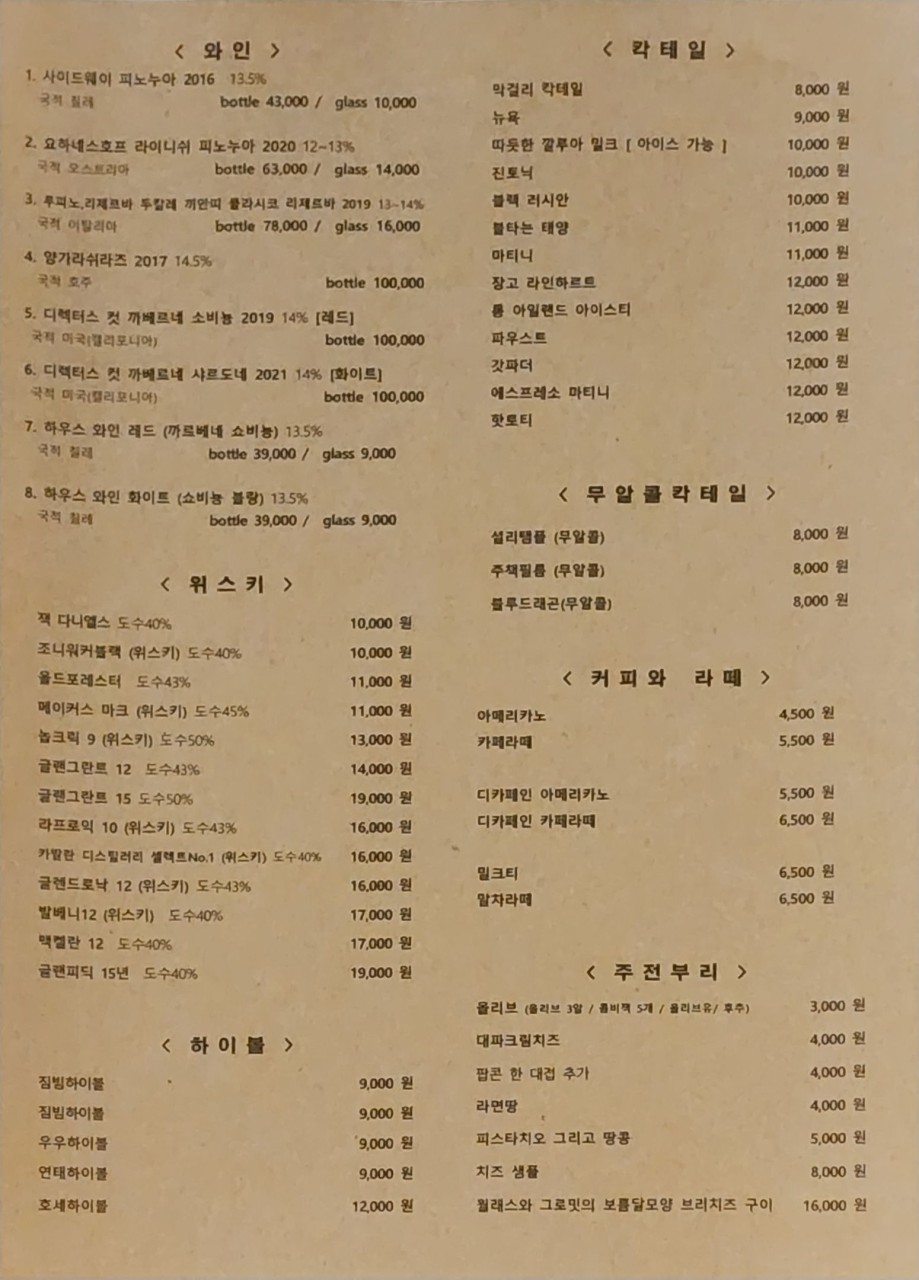 < 와인 >
1. 사이드웨이 피노누아 2016 13.5%
국적 칠레 bottle 43,000 / glass 10,000
2. 요하네스호프 라이니쉬 피노누아 2020 12~13%
국적 오스트리아 bottle 63,000 / glass 14,000
3. 루피노,리제르바 두칼레 끼안띠 클라시코 리제르바 2019 13~14%
국적 이탈리아 bottle 78,000 / glass 16,000
4. 양가라쉬라즈 2017 14.5%
국적 호주 bottle 100,000
5. 디렉터스 컷 까베르네 소비뇽 2019 14% [레드]
국적 미국(캘리포니아) bottle 100,000
6. 디렉터스 컷 까베르네 샤르도네 2021 14% [화이트]
국적 미국(캘리포니아) bottle 100,000
7. 하우스 와인 레드 (까르베네 쇼비뇽) 13.5%
국적 칠레 bottle 39,000 / glass 9,000
8. 하우스 와인 화이트 (쇼비뇽 블랑) 13.5%
국적 칠레 bottle 39,000 / glass 9,000
< 위스키 >
잭 다니엘스 도수40% 10,000 원
조니워커블랙 (위스키) 도수40% 10,000 원
올드포레스터 도수43% 11,000 원
메이커스 마크 (위스키) 도수45% 11,000 원
놉크릭 9 (위스키) 도수50% 13,000 원
글랜그란트 12 도수43% 14,000 원
글랜그란트 15 도수50% 19,000 원
라프로익 10 (위스키) 도수43% 16,000 원
카발란 디스틸러리 셀렉트No.1 (위스키) 도수40% 16,000 원
글렌드로낙 12 (위스키) 도수43% 16,000 원
발베니12 (위스키) 도수40% 17,000 원
맥켈란 12 도수40% 17,000 원
글랜피딕 15년 도수40% 19,000 원
< 하이볼 >
짐빔하이볼 9,000 원
짐빔하이볼 9,000 원
우우하이볼 9,000 원
연태하이볼 9,000 원
호세하이볼 12,000 원
< 칵테일 >
막걸리 칵테일 8,000 원
뉴욕 9,000 원
따듯한 깔루아 밀크 [ 아이스 가능 ] 10,000 원
진토닉 10,000 원
블랙 러시안 10,000 원
불타는 태양 11,000 원
마티니 11,000 원
장고 라인하르트 12,000 원
롱 아일랜드 아이스티 12,000 원
파우스트 12,000 원
갓파더 12,000 원
에스프레소 마티니 12,000 원
핫토티 12,000 원
< 무알콜칵테일 >
셜리템플 (무알콜) 8,000 원
주책필름 (무알콜) 8,000 원
블루드래곤(무알콜) 8,000 원
< 커피와 라떼 >
아메리카노 4,500 원
카페라떼 5,500 원
디카페인 아메리카노 5,500 원
디카페인 카페라떼 6,500 원
밀크티 6,500 원
말차라떼 6,500 원
< 주전부리 >
올리브 (올리브 3알 / 콤비잭 5개 / 올리브유/ 후추) 3,000 원
대파크림치즈 4,000 원
팝콘 한 대접 추가 4,000 원
라면땅 4,000 원
피스타치오 그리고 땅콩 5,000 원
치즈 샘플 8,000 원
월래스와 그로밋의 보름달모양 브리치즈 구이 16,000 원